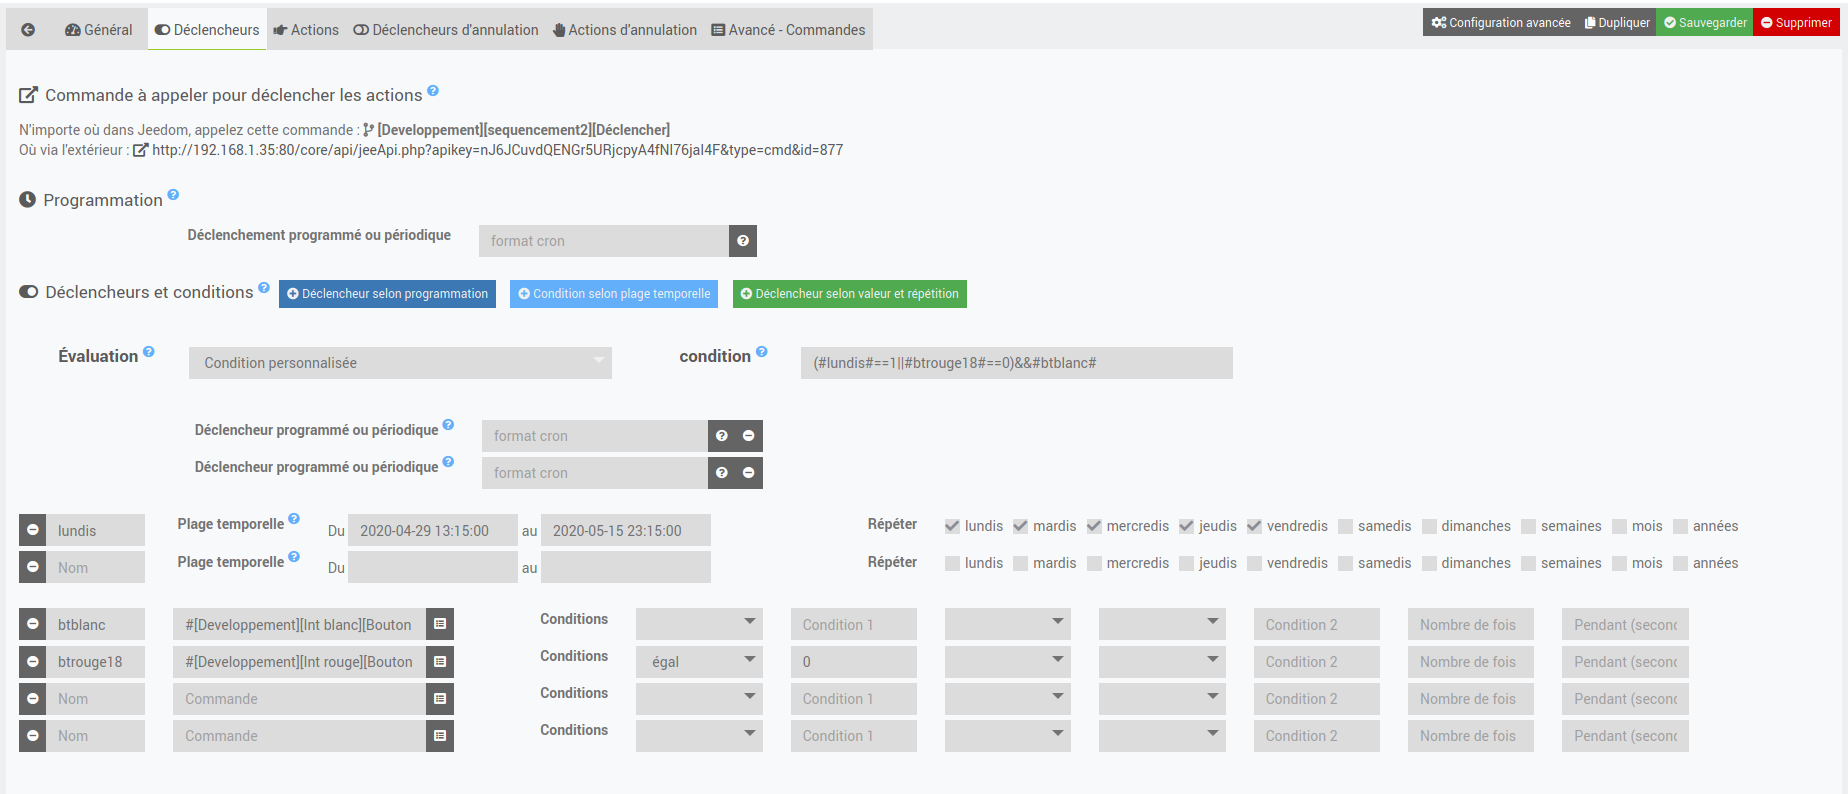 Général Déclencheurs Actions Déclencheurs d'annulation Actions d'annulation Avancé - Commandes Configuration avancée Dupliquer Sauvegarder Supprimer
Commande à appeler pour déclencher les actions ?
N'importe où dans Jeedom, appelez cette commande : [Developpement][sequencement2][Déclencher]
Où via l'extérieur : http://192.168.1.35:80/core/api/jeeApi.php?apikey=nJ6JCuvdQENGr5URjcpyA4fNI76jaI4F&type=cmd&id=877
Programmation ?
Déclenchement programmé ou périodique format cron ?
Déclencheurs et conditions ? Déclencheur selon programmation Condition selon plage temporelle Déclencheur selon valeur et répétition
Évaluation ? Condition personnalisée condition ? (#lundis#==1||#btrouge18#==0)&&#btblanc#
Déclencheur programmé ou périodique ? format cron ?
Déclencheur programmé ou périodique ? format cron ?
lundis Plage temporelle ? Du 2020-04-29 13:15:00 au 2020-05-15 23:15:00 Répéter lundis mardis mercredis jeudis vendredis samedis dimanches semaines mois années
Nom Plage temporelle ? Du au Répéter lundis mardis mercredis jeudis vendredis samedis dimanches semaines mois années
btblanc #[Developpement][Int blanc][Bouton Conditions Condition 1 Condition 2 Nombre de fois Pendant (second
btrouge18 #[Developpement][Int rouge][Bouton Conditions égal 0 Condition 2 Nombre de fois Pendant (second
Nom Commande Conditions Condition 1 Condition 2 Nombre de fois Pendant (second
Nom Commande Conditions Condition 1 Condition 2 Nombre de fois Pendant (second